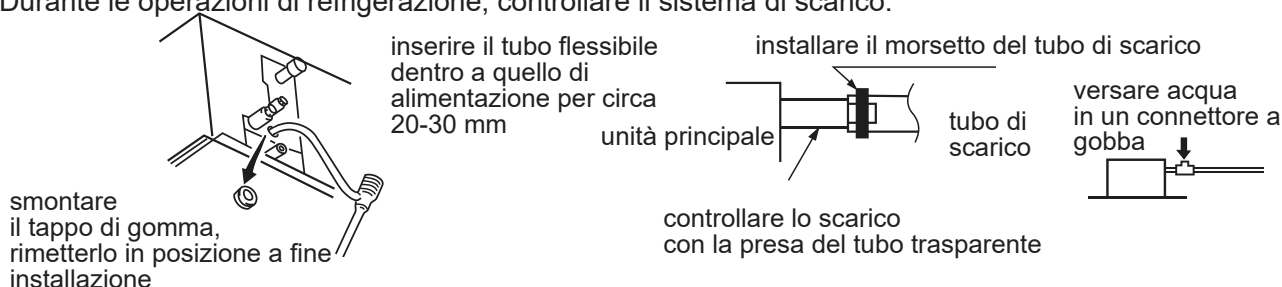 Durante le operazioni di refrigerazione, controllare il sistema di scarico.
inserire il tubo flessibile
dentro a quello di
alimentazione per circa
20-30 mm
installare il morsetto del tubo di scarico
unità principale
tubo di
scarico
versare acqua
in un connettore a
gobba
smontare
il tappo di gomma,
rimetterlo in posizione a fine
installazione
controllare lo scarico
con la presa del tubo trasparente